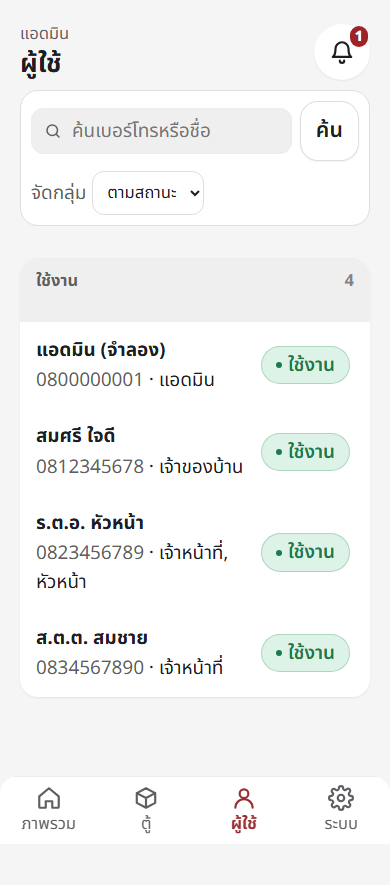 แอดมิน
ผู้ใช้
1
ค้นเบอร์โทรหรือชื่อ
ค้น
จัดกลุ่ม ตามสถานะ
ใช้งาน 4
แอดมิน (จำลอง)
0800000001 · แอดมิน
ใช้งาน
สมศรี ใจดี
0812345678 · เจ้าของบ้าน
ใช้งาน
ร.ต.อ. หัวหน้า
0823456789 · เจ้าหน้าที่,
หัวหน้า
ใช้งาน
ส.ต.ต. สมชาย
0834567890 · เจ้าหน้าที่
ใช้งาน
ภาพรวม ตู้ ผู้ใช้ ระบบ